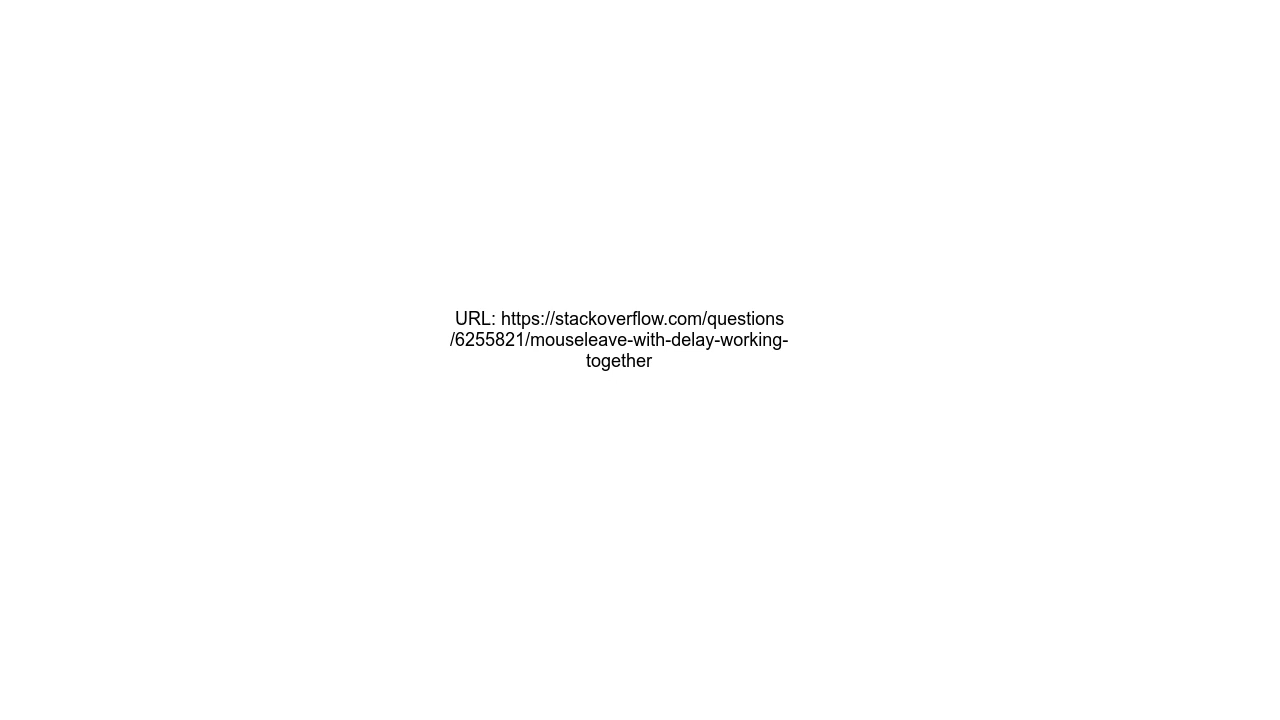 URL: https://stackoverflow.com/questions
/6255821/mouseleave-with-delay-working-
together